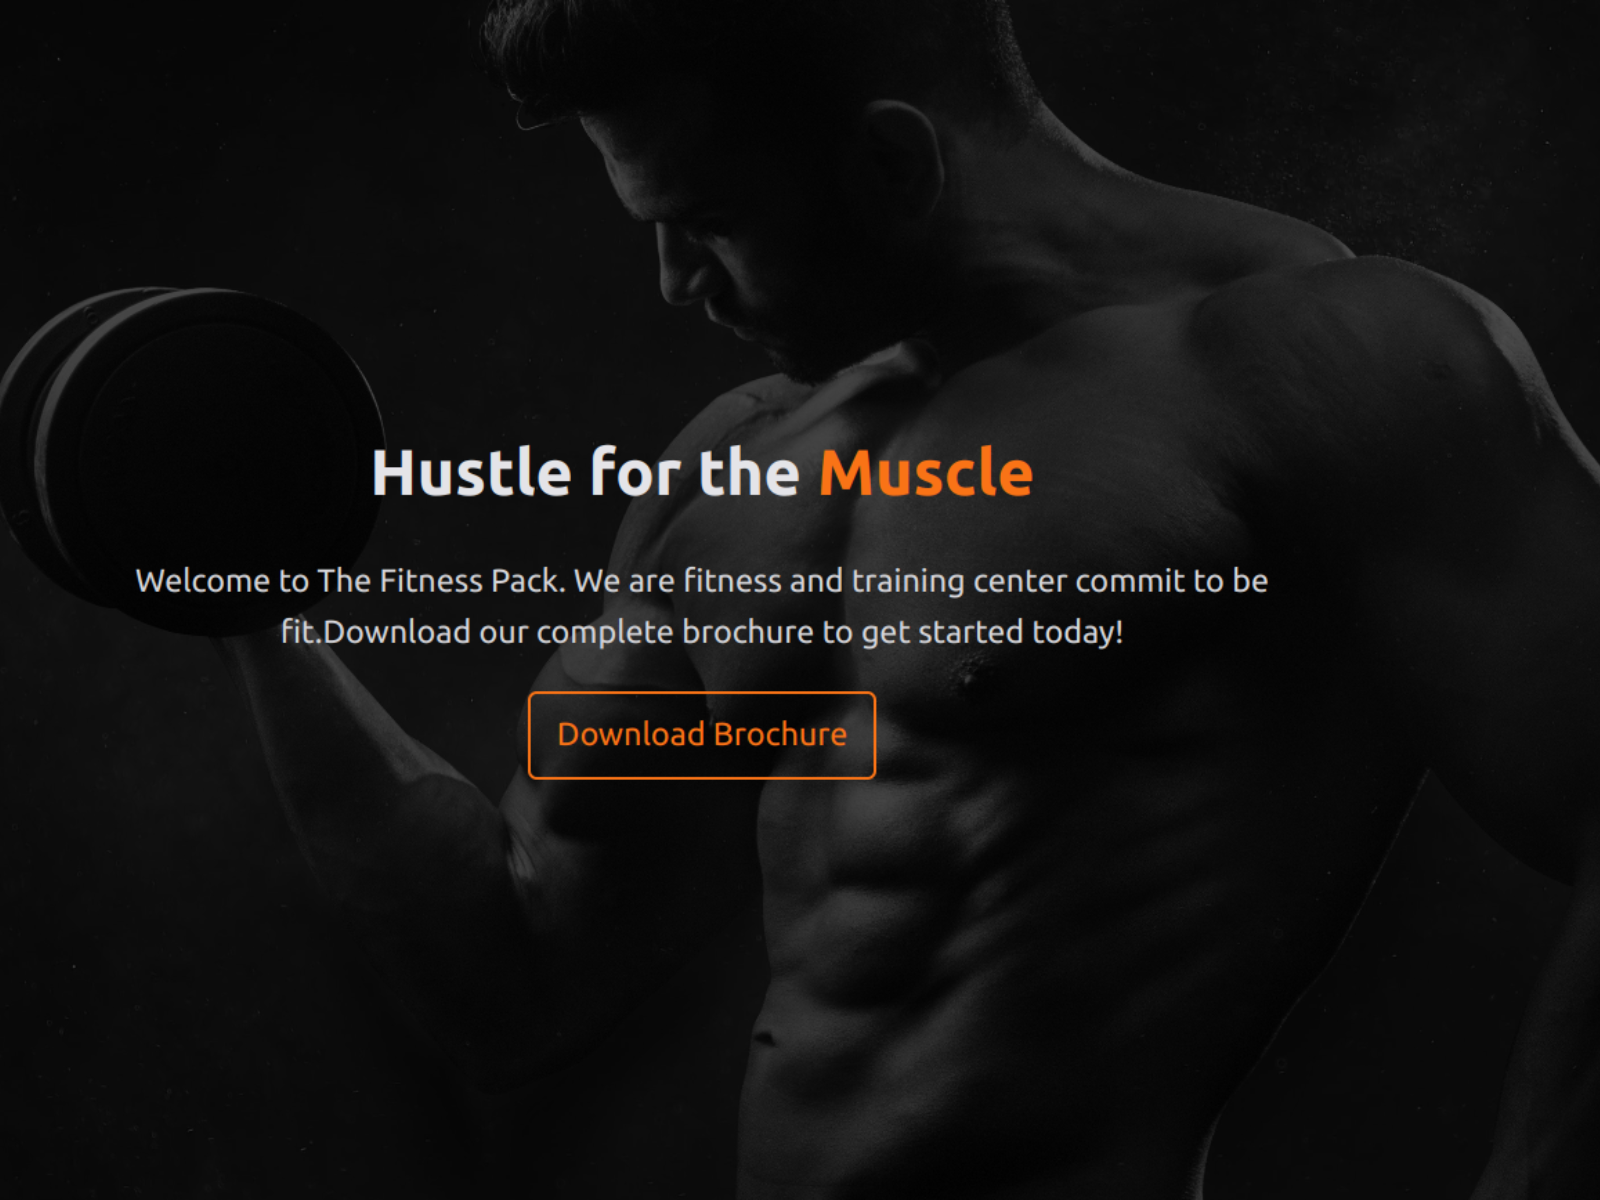 Hustle for the Muscle
Welcome to The Fitness Pack. We are fitness and training center commit to be
fit.Download our complete brochure to get started today!
Download Brochure